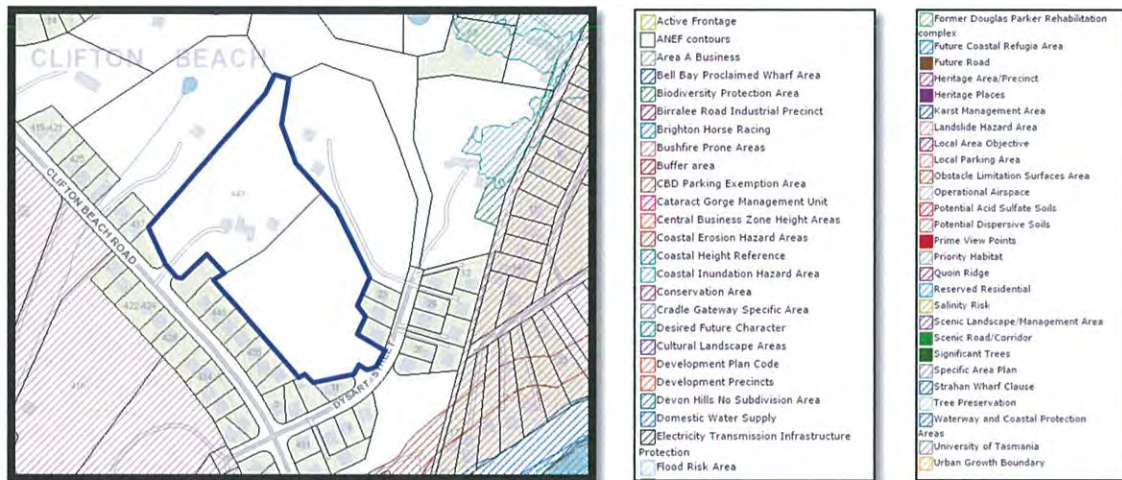 CLIFTON BEACH
419-421
425
437
447
CLIFTON BEACH ROAD
422-424
DYSART STREET
12
Active Frontage
ANEF contours
Area A Business
Bell Bay Proclaimed Wharf Area
Biodiversity Protection Area
Birralee Road Industrial Precinct
Brighton Horse Racing
Bushfire Prone Areas
Buffer area
CBD Parking Exemption Area
Cataract Gorge Management Unit
Central Business Zone Height Areas
Coastal Erosion Hazard Areas
Coastal Height Reference
Coastal Inundation Hazard Area
Conservation Area
Cradle Gateway Specific Area
Desired Future Character
Cultural Landscape Areas
Development Plan Code
Development Precincts
Devon Hills No Subdivision Area
Domestic Water Supply
Electricity Transmission Infrastructure
Protection
Flood Risk Area
Former Douglas Parker Rehabilitation
complex
Future Coastal Refugia Area
Future Road
Heritage Area/Precinct
Heritage Places
Karst Management Area
Landslide Hazard Area
Local Area Objective
Local Parking Area
Obstacle Limitation Surfaces Area
Operational Airspace
Potential Acid Sulfate Soils
Potential Dispersive Soils
Prime View Points
Priority Habitat
Quoin Ridge
Reserved Residential
Salinity Risk
Scenic Landscape/Management Area
Scenic Road/Corridor
Significant Trees
Specific Area Plan
Strahan Wharf Clause
Tree Preservation
Waterway and Coastal Protection
Areas
University of Tasmania
Urban Growth Boundary